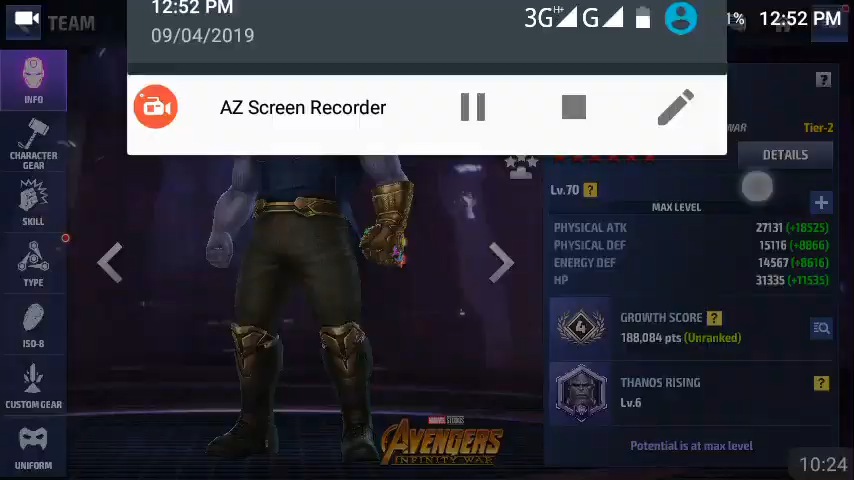 12:52 PM
09/04/2019
3G H+ G 1% 12:52 PM
AZ Screen Recorder
TEAM
INFO
CHARACTER
GEAR
SKILL
TYPE
ISO-8
CUSTOM GEAR
UNIFORM
?
WAR
Tier-2
DETAILS
Lv.70 ?
MAX LEVEL
PHYSICAL ATK 27131 (+18525)
PHYSICAL DEF 15116 (+8866)
ENERGY DEF 14567 (+8616)
HP 31335 (+11535)
4
GROWTH SCORE ?
188,084 pts (Unranked)
THANOS RISING ?
Lv.6
Potential is at max level
MARVEL STUDIOS
AVENGERS
INFINITY WAR
10:24